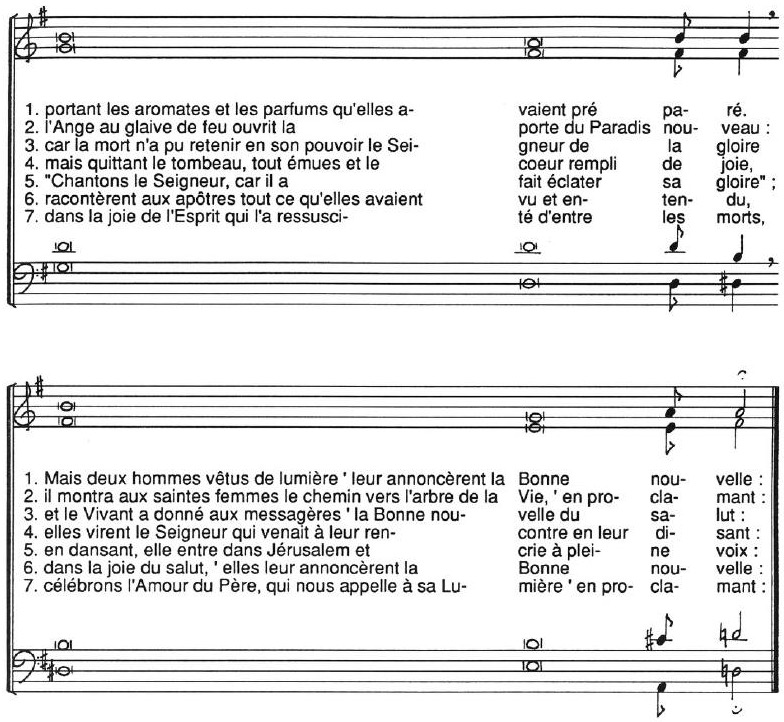 1. portant les aromates et les parfums qu'elles a- vaient pré pa- ré.
2. l'Ange au glaive de feu ouvrit la porte du Paradis nou- veau :
3. car la mort n'a pu retenir en son pouvoir le Sei- gneur de la gloire
4. mais quittant le tombeau, tout émues et le coeur rempli de joie,
5. "Chantons le Seigneur, car il a fait éclater sa gloire" ;
6. racontèrent aux apôtres tout ce qu'elles avaient vu et en- ten- du,
7. dans la joie de l'Esprit qui l'a ressusci- té d'entre les morts,
1. Mais deux hommes vêtus de lumière ' leur annoncèrent la Bonne nou- velle :
2. il montra aux saintes femmes le chemin vers l'arbre de la Vie, ' en pro- cla- mant :
3. et le Vivant a donné aux messagères ' la Bonne nou- velle du sa- lut :
4. elles virent le Seigneur qui venait à leur ren- contre en leur di- sant :
5. en dansant, elle entre dans Jérusalem et crie à plei- ne voix :
6. dans la joie du salut, ' elles leur annoncèrent la Bonne nou- velle :
7. célébrons l'Amour du Père, qui nous appelle à sa Lu- mière ' en pro- cla- mant :